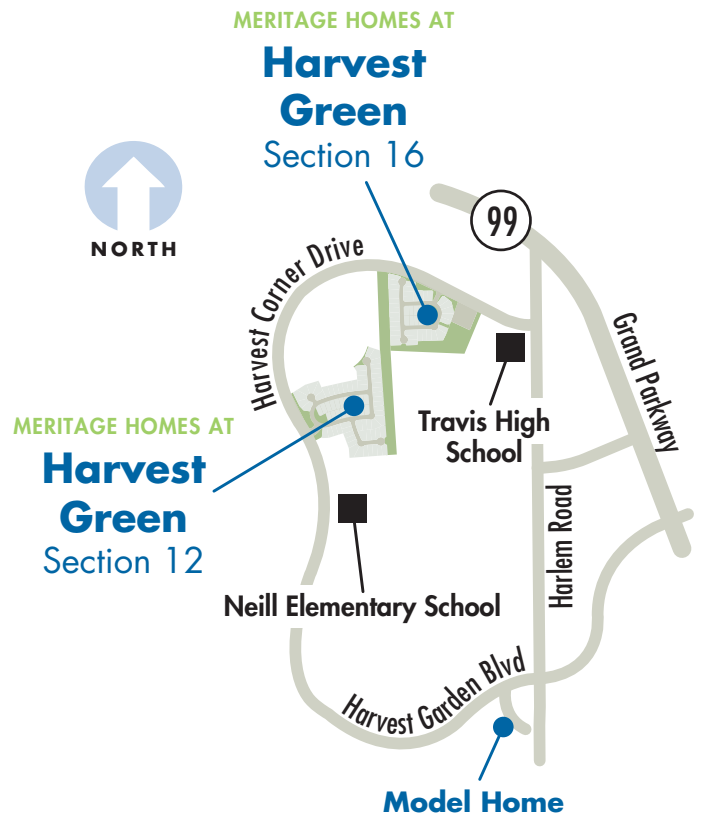 MERITAGE HOMES AT
Harvest
Green
Section 16
NORTH
99
Harvest Corner Drive
Grand Parkway
Travis High
School
MERITAGE HOMES AT
Harvest
Green
Section 12
Harlem Road
Neill Elementary School
Harvest Garden Blvd
Model Home